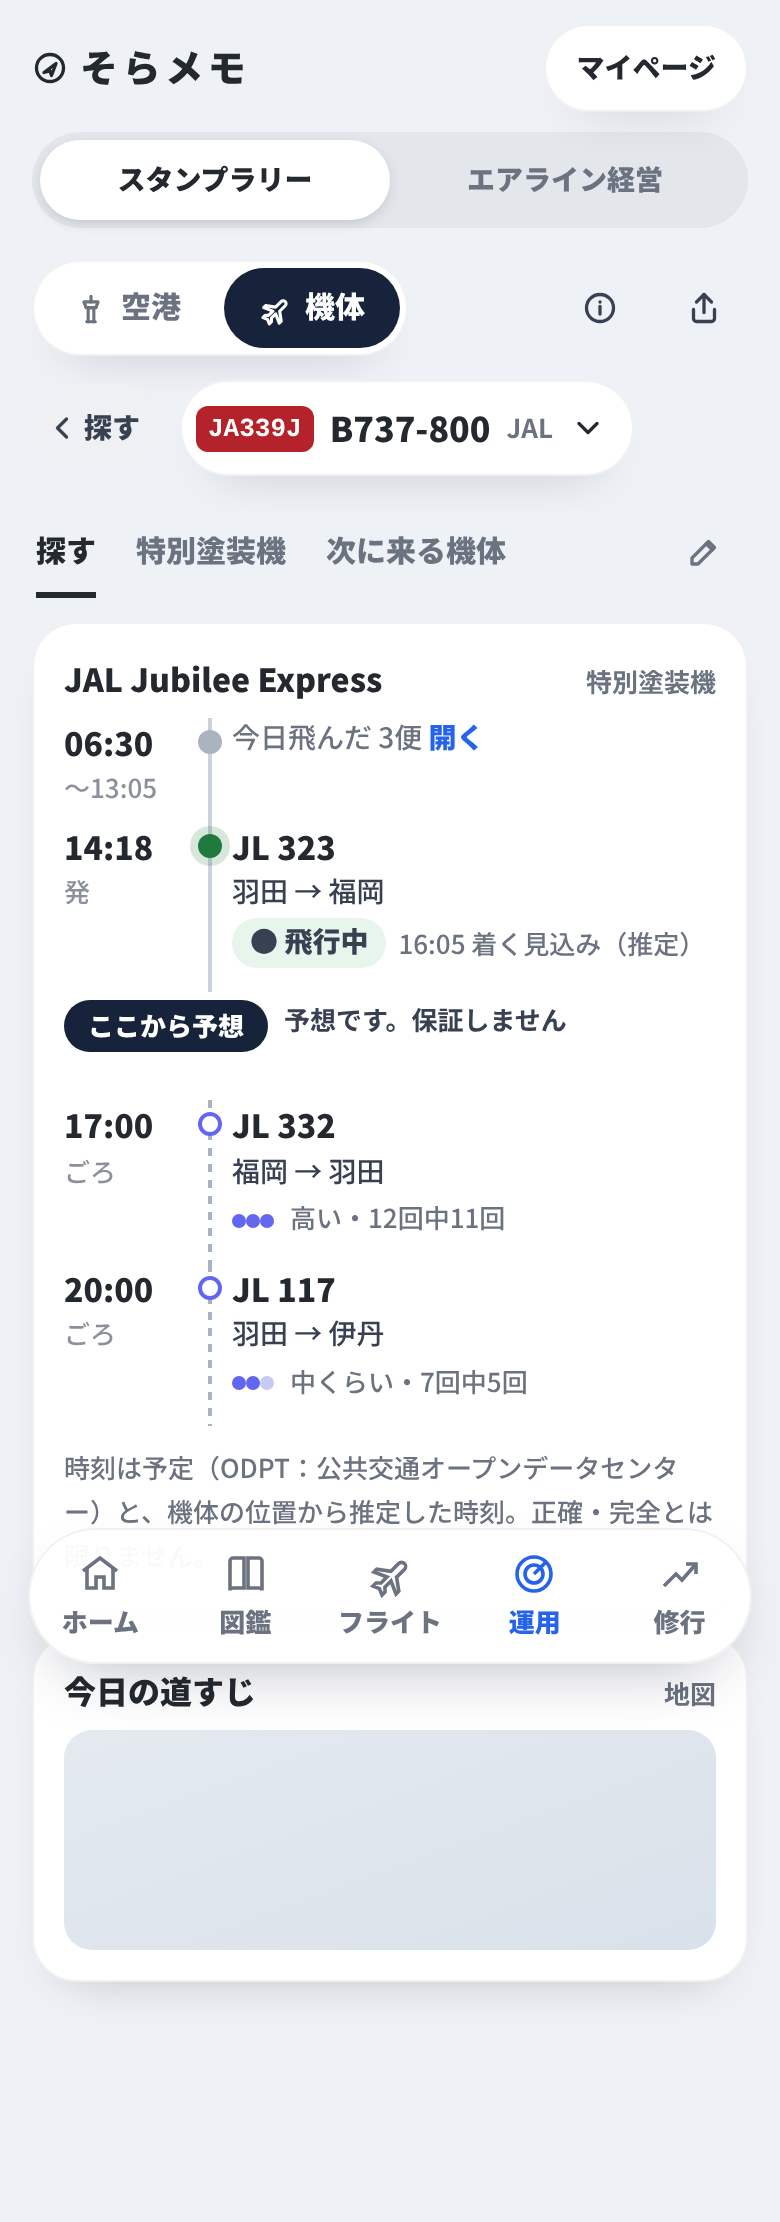 そらメモ
マイページ
スタンプラリー
エアライン経営
空港
機体
探す
JA339J B737-800 JAL
探す 特別塗装機 次に来る機体
JAL Jubilee Express
特別塗装機
06:30
今日飛んだ 3便 開く
〜13:05
14:18
JL 323
発
羽田 → 福岡
飛行中
16:05 着く見込み（推定）
ここから予想
予想です。保証しません
17:00
JL 332
ごろ
福岡 → 羽田
高い・12回中11回
20:00
JL 117
ごろ
羽田 → 伊丹
中くらい・7回中5回
時刻は予定（ODPT：公共交通オープンデータセンタ
ー）と、機体の位置から推定した時刻。正確・完全とは
限りません。
ホーム
図鑑
フライト
運用
修行
今日の道すじ
地図